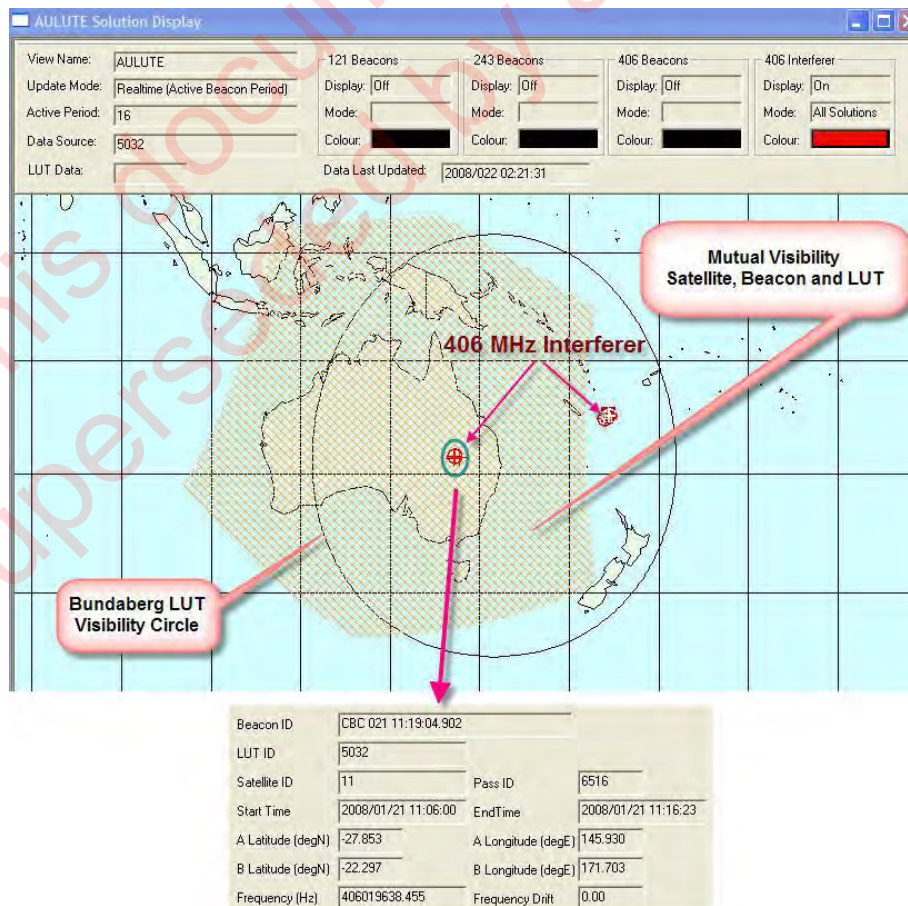 AULUTE Solution Display
View Name: AULUTE
Update Mode: Realtime (Active Beacon Period)
Active Period: 16
Data Source: 5032
LUT Data:
121 Beacons
Display: Off
Mode:
Colour:
243 Beacons
Display: Off
Mode:
Colour:
406 Beacons
Display: Off
Mode:
Colour:
406 Interferer
Display: On
Mode: All Solutions
Colour:
Data Last Updated: 2008/022 02:21:31
Mutual Visibility
Satellite, Beacon and LUT
406 MHz Interferer
Bundaberg LUT
Visibility Circle
Beacon ID CBC 021 11:19:04.902
LUT ID 5032
Satellite ID 11 Pass ID 6516
Start Time 2008/01/21 11:06:00 EndTime 2008/01/21 11:16:23
A Latitude (degN) -27.853 A Longitude (degE) 145.930
B Latitude (degN) -22.297 B Longitude (degE) 171.703
Frequency (Hz) 406019638.455 Frequency Drift 0.00
his docum
superseded by a